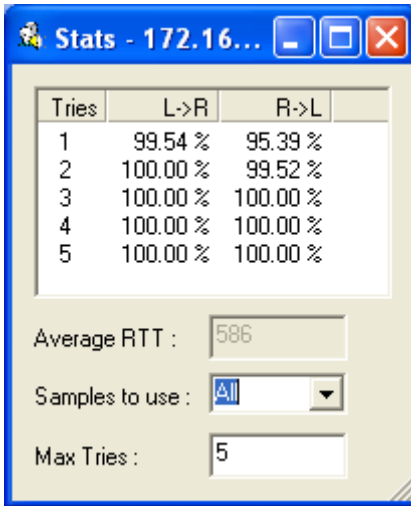 Stats - 172.16...
Tries L->R R->L
1 99.54 % 95.39 %
2 100.00 % 99.52 %
3 100.00 % 100.00 %
4 100.00 % 100.00 %
5 100.00 % 100.00 %
Average RTT : 586
Samples to use : All
Max Tries : 5